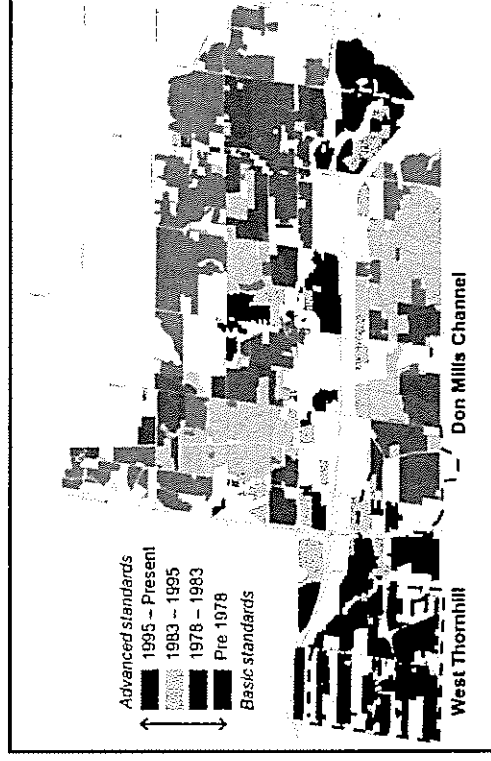 Advanced standards
1995 – Present
1983 – 1995
1978 – 1983
Pre 1978
Basic standards
West Thornhill
Don Mills Channel